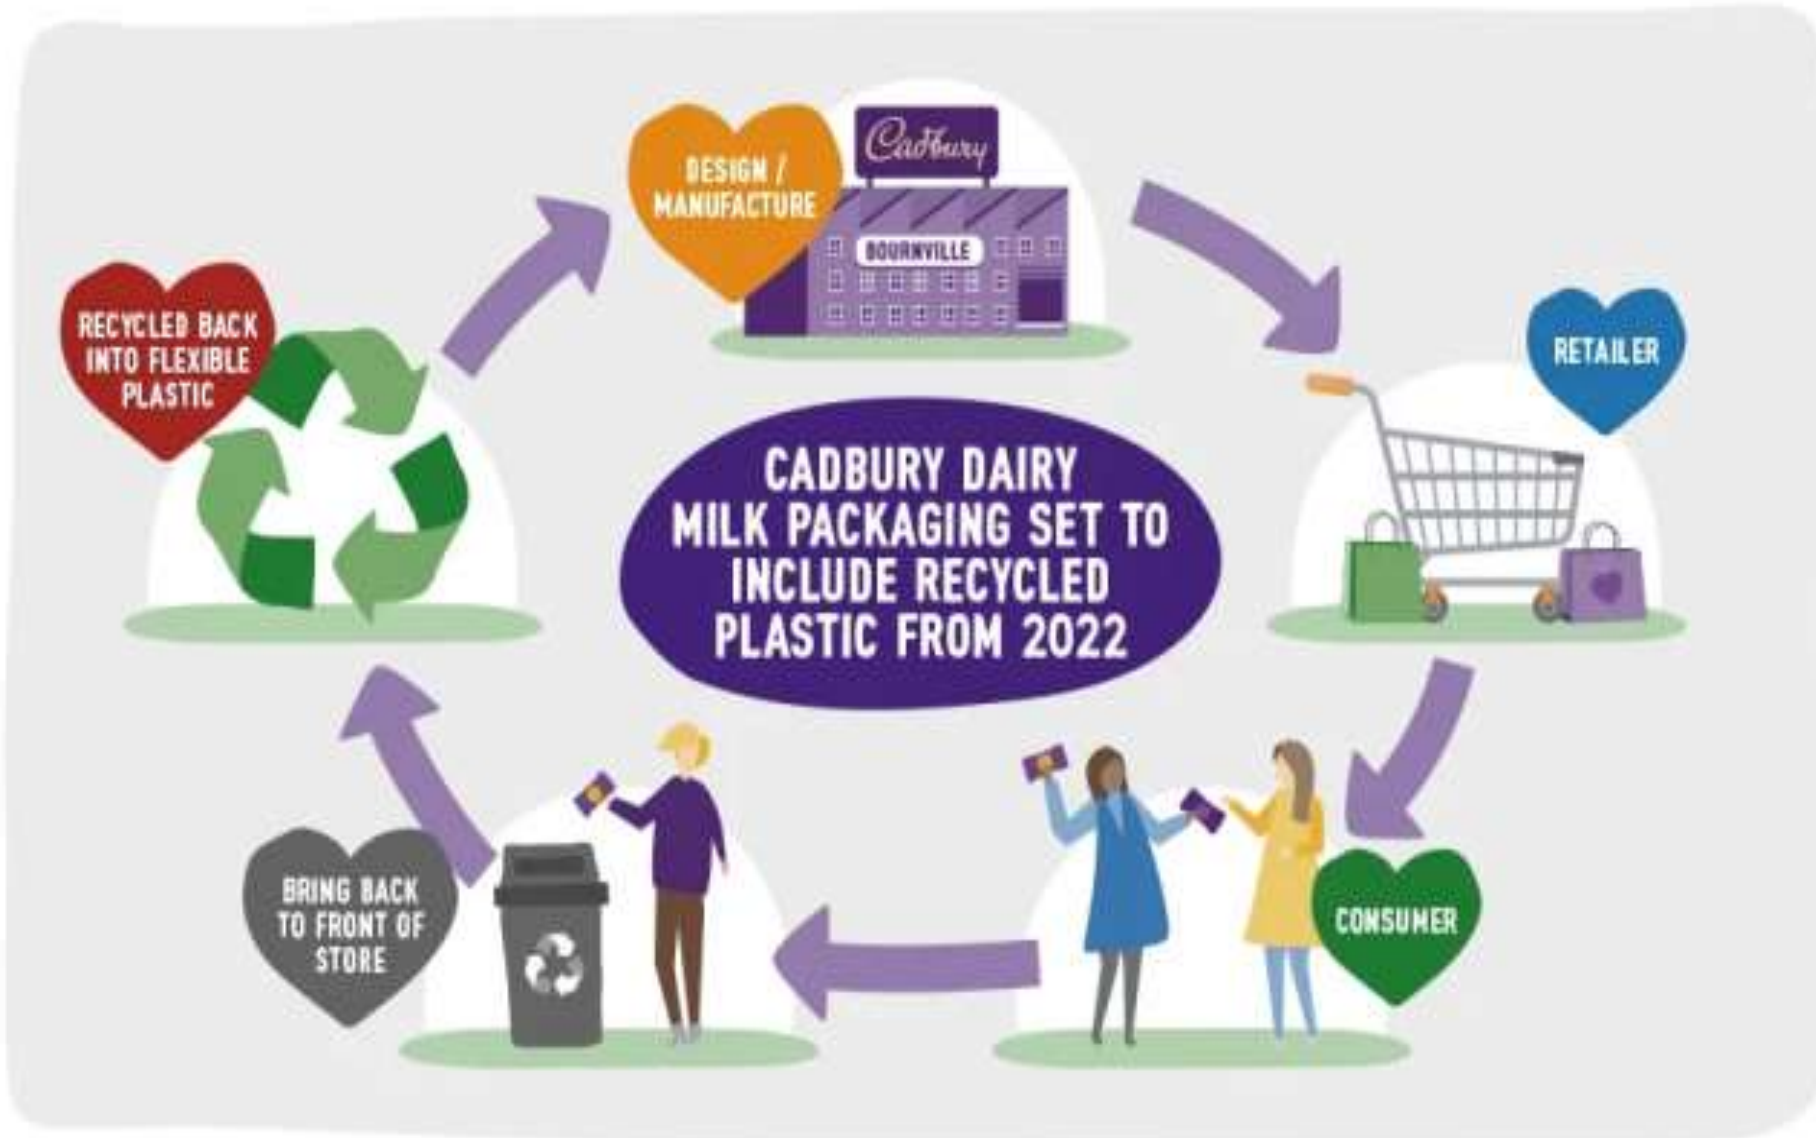 Cadbury
DESIGN /
MANUFACTURE
BOURNVILLE
RECYCLED BACK
INTO FLEXIBLE
PLASTIC
RETAILER
CADBURY DAIRY
MILK PACKAGING SET TO
INCLUDE RECYCLED
PLASTIC FROM 2022
BRING BACK
TO FRONT OF
STORE
CONSUMER